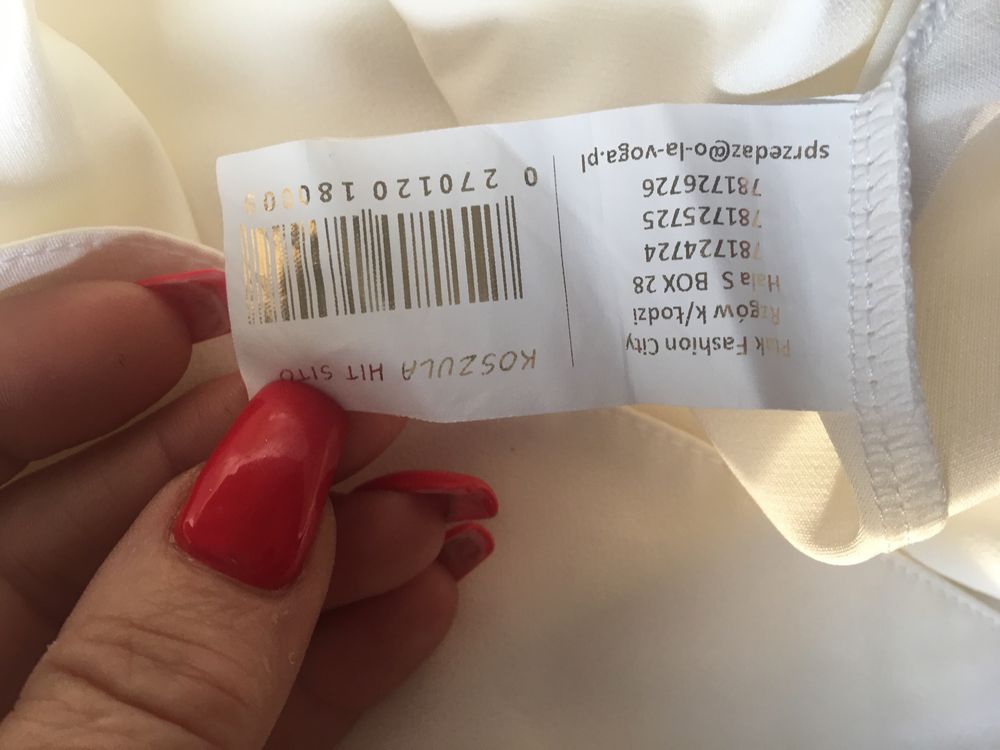 Ptak Fashion City
Rzgów k/Łodzi
Hala S BOX 28
781724724
781725725
781726726
sprzedaz@o-la-voga.pl
KOSZULA HIT SITO
0 270120 180009